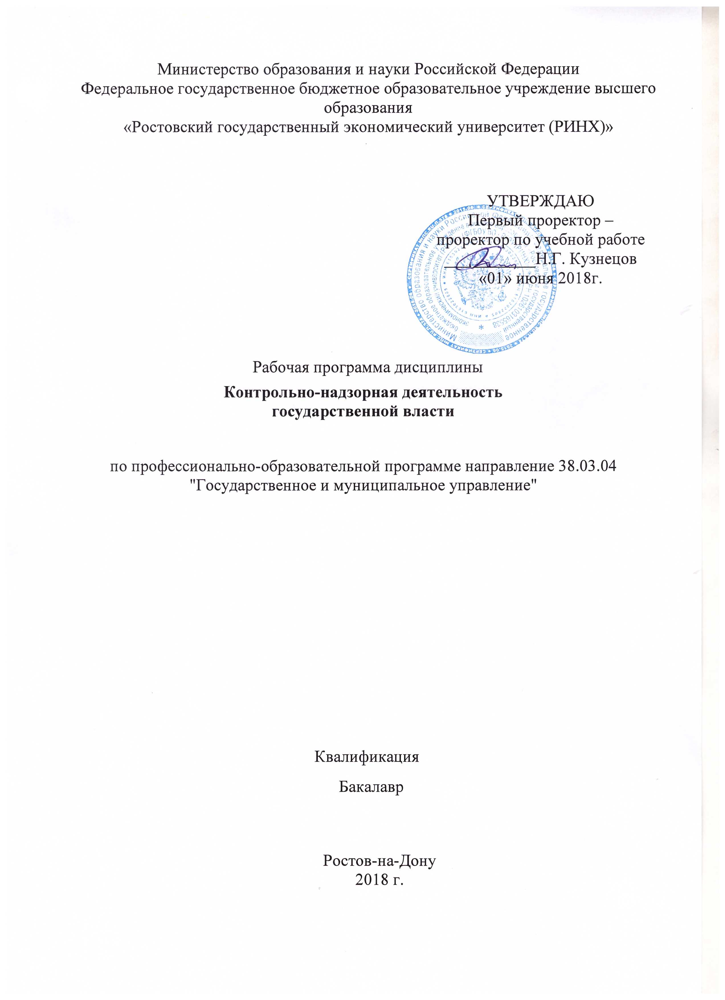 Министерство образования и науки Российской Федерации
Федеральное государственное бюджетное образовательное учреждение высшего
образования
«Ростовский государственный экономический университет (РИНХ)»
УТВЕРЖДАЮ
Первый проректор –
проректор по учебной работе
Н.Г. Кузнецов
«01» июня 2018г.
Рабочая программа дисциплины
Контрольно-надзорная деятельность
государственной власти
по профессионально-образовательной программе направление 38.03.04
"Государственное и муниципальное управление"
Квалификация
Бакалавр
Ростов-на-Дону
2018 г.